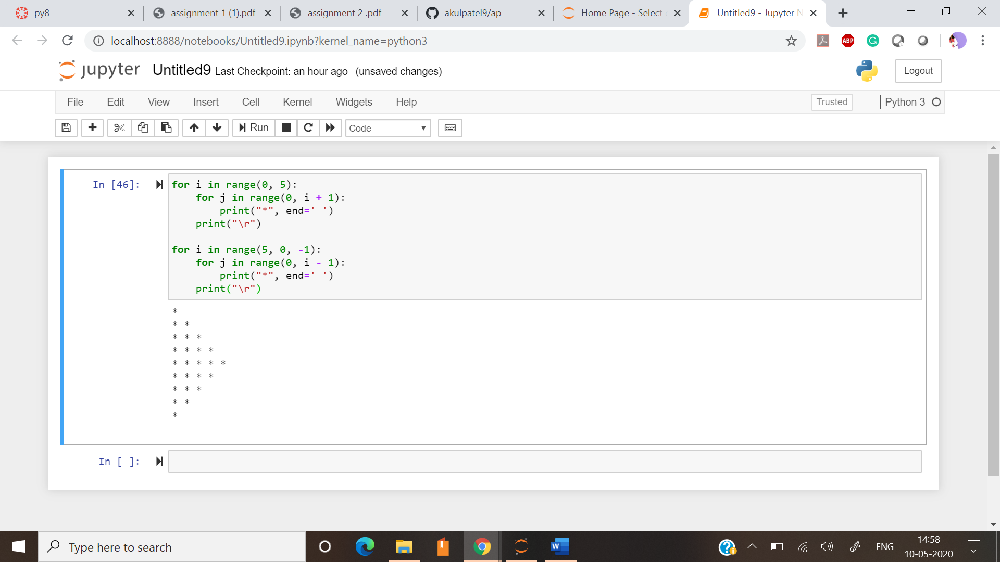 py8
assignment 1 (1).pdf
assignment 2 .pdf
akulpatel9/ap
Home Page - Select
Untitled9 - Jupyter N
localhost:8888/notebooks/Untitled9.ipynb?kernel_name=python3
ABP
jupyter Untitled9 Last Checkpoint: an hour ago (unsaved changes)
Logout
File Edit View Insert Cell Kernel Widgets Help
Trusted
Python 3
Run
Code
In [46]:
for i in range(0, 5):
    for j in range(0, i + 1):
        print("*", end=' ')
    print("\r")

for i in range(5, 0, -1):
    for j in range(0, i - 1):
        print("*", end=' ')
    print("\r")
*
* *
* * *
* * * *
* * * * *
* * * *
* * *
* *
*
In [ ]:
Type here to search
W
ENG
14:58
10-05-2020